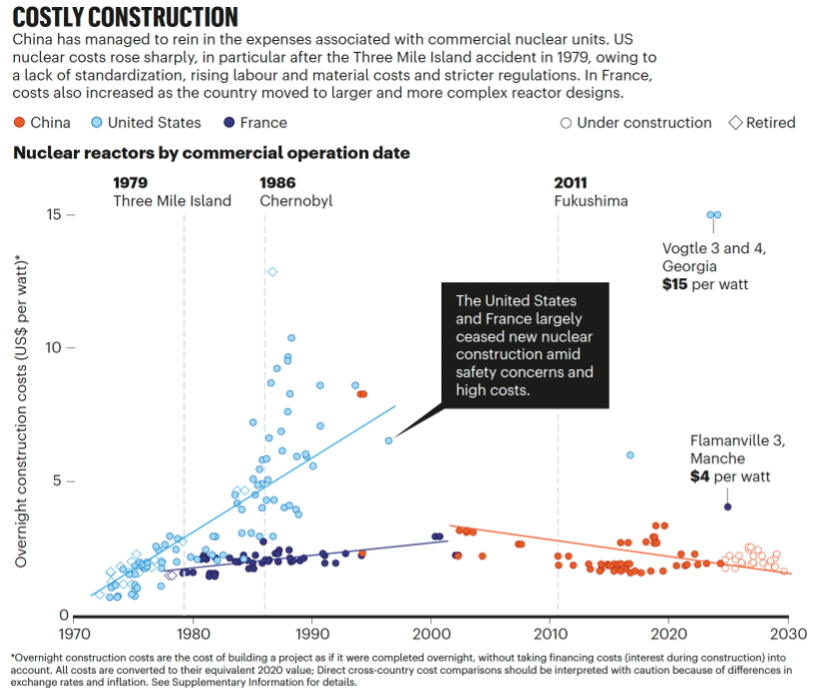 COSTLY CONSTRUCTION
China has managed to rein in the expenses associated with commercial nuclear units. US
nuclear costs rose sharply, in particular after the Three Mile Island accident in 1979, owing to
a lack of standardization, rising labour and material costs and stricter regulations. In France,
costs also increased as the country moved to larger and more complex reactor designs.
China United States France Under construction Retired
Nuclear reactors by commercial operation date
1979
Three Mile Island
1986
Chernobyl
2011
Fukushima
Overnight construction costs (US$ per watt)*
15
10
5
0
Vogtle 3 and 4,
Georgia
$15 per watt
The United States
and France largely
ceased new nuclear
construction amid
safety concerns and
high costs.
Flamanville 3,
Manche
$4 per watt
1970 1980 1990 2000 2010 2020 2030
*Overnight construction costs are the cost of building a project as if it were completed overnight, without taking financing costs (interest during construction) into
account. All costs are converted to their equivalent 2020 value; Direct cross-country cost comparisons should be interpreted with caution because of differences in
exchange rates and inflation. See Supplementary Information for details.